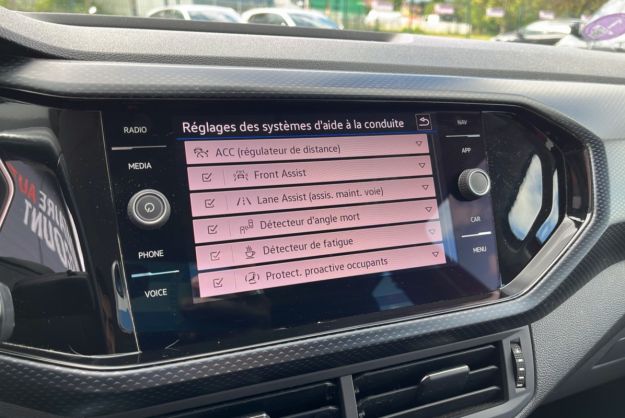 RADIO
MEDIA
PHONE
VOICE
Réglages des systèmes d'aide à la conduite
ACC (régulateur de distance)
Front Assist
Lane Assist (assis. maint. voie)
Détecteur d'angle mort
Détecteur de fatigue
Protect. proactive occupants
NAV
APP
CAR
MENU